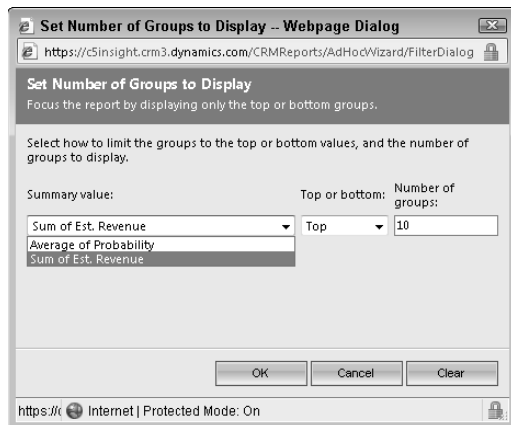 Set Number of Groups to Display -- Webpage Dialog
https://c5insight.crm3.dynamics.com/CRMReports/AdHocWizard/FilterDialog
Set Number of Groups to Display
Focus the report by displaying only the top or bottom groups.
Select how to limit the groups to the top or bottom values, and the number of
groups to display.
Summary value:
Top or bottom:
Number of
groups:
Sum of Est. Revenue
Top
10
Average of Probability
Sum of Est. Revenue
OK
Cancel
Clear
https://c
Internet | Protected Mode: On